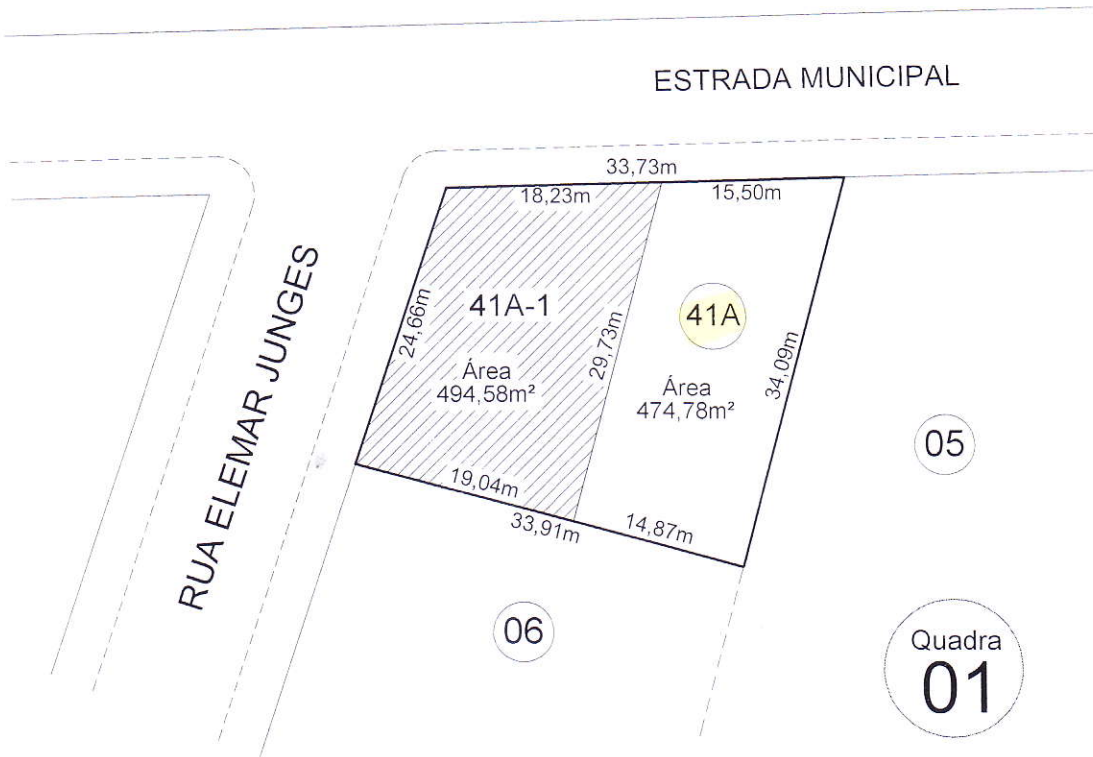 ESTRADA MUNICIPAL
33,73m
18,23m
15,50m
RUA ELEMAR JUNGES
24,66m
41A-1
Área
494,58m²
29,73m
41A
Área
474,78m²
34,09m
05
19,04m
33,91m
14,87m
06
Quadra
01